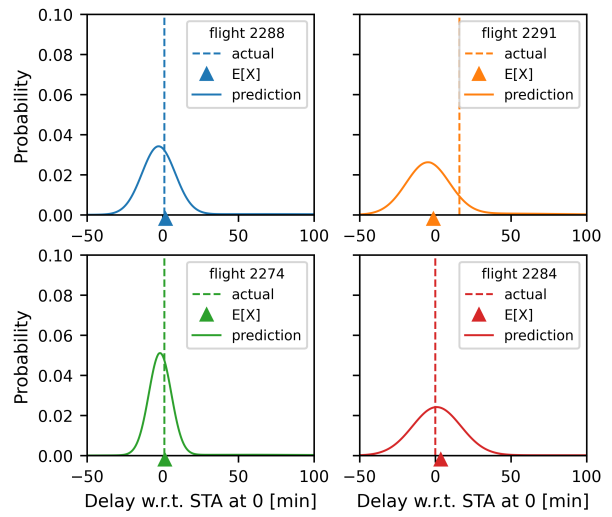 0.10
0.08
0.06
0.04
0.02
0.00
Probability
flight 2288
actual
E[X]
prediction
−50 0 50 100
flight 2291
actual
E[X]
prediction
−50 0 50 100
0.10
0.08
0.06
0.04
0.02
0.00
Probability
flight 2274
actual
E[X]
prediction
−50 0 50 100
Delay w.r.t. STA at 0 [min]
flight 2284
actual
E[X]
prediction
−50 0 50 100
Delay w.r.t. STA at 0 [min]